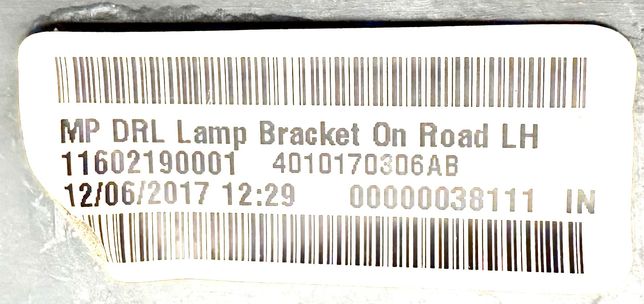 MP DRL Lamp Bracket On Road LH
11602190001 4010170306AB
12/06/2017 12:29 00000038111 IN